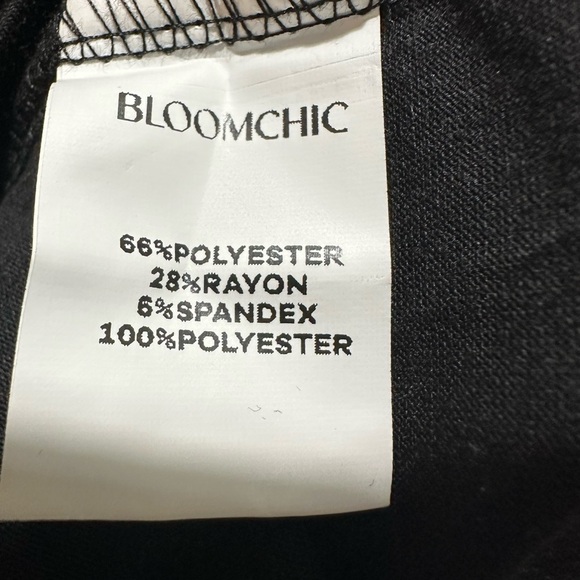 BLOOMCHIC
66%POLYESTER
28%RAYON
6%SPANDEX
100%POLYESTER